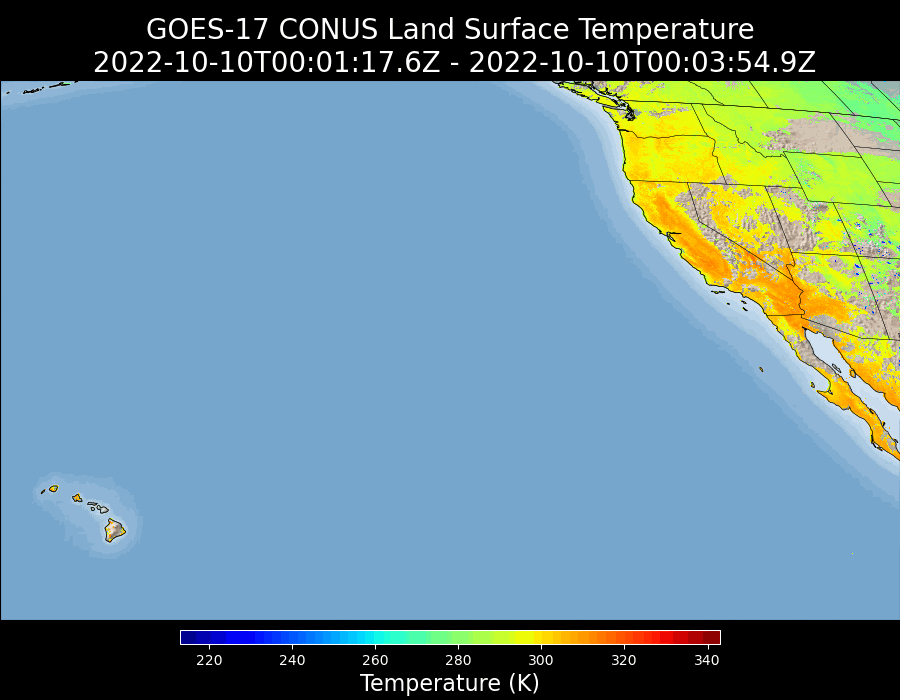 GOES-17 CONUS Land Surface Temperature
2022-10-10T00:01:17.6Z - 2022-10-10T00:03:54.9Z
220 240 260 280 300 320 340
Temperature (K)